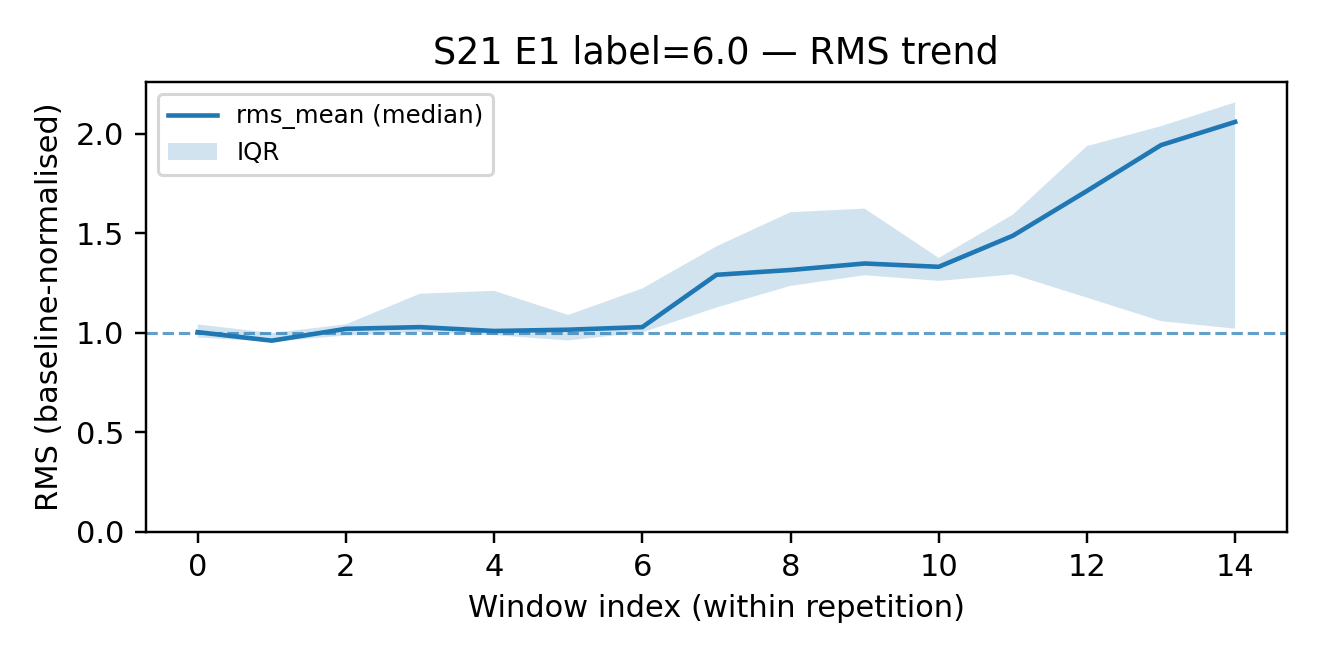 S21 E1 label=6.0 — RMS trend
rms_mean (median)
IQR
RMS (baseline-normalised)
2.0
1.5
1.0
0.5
0.0
0 2 4 6 8 10 12 14
Window index (within repetition)